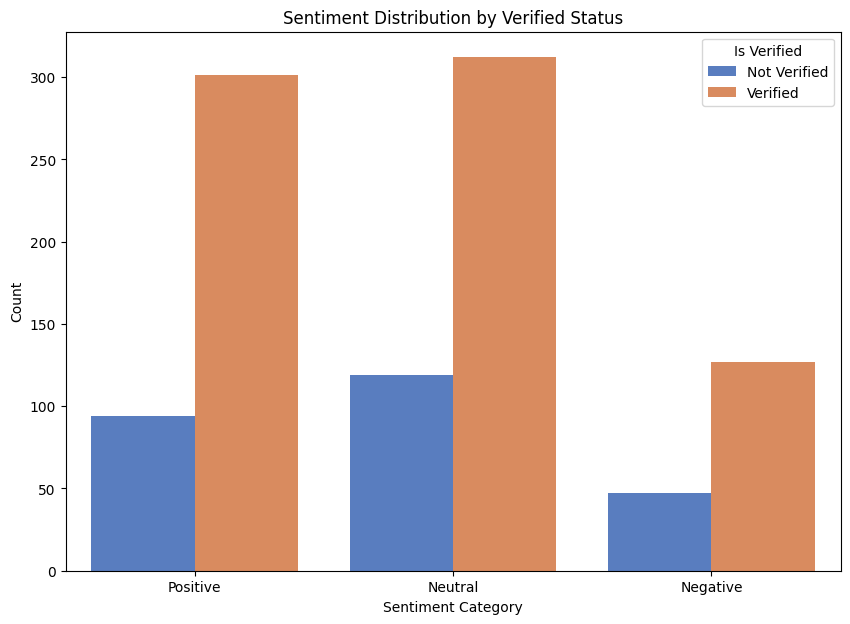 Sentiment Distribution by Verified Status
Is Verified
Not Verified
Verified
Count
300
250
200
150
100
50
0
Positive
Neutral
Negative
Sentiment Category